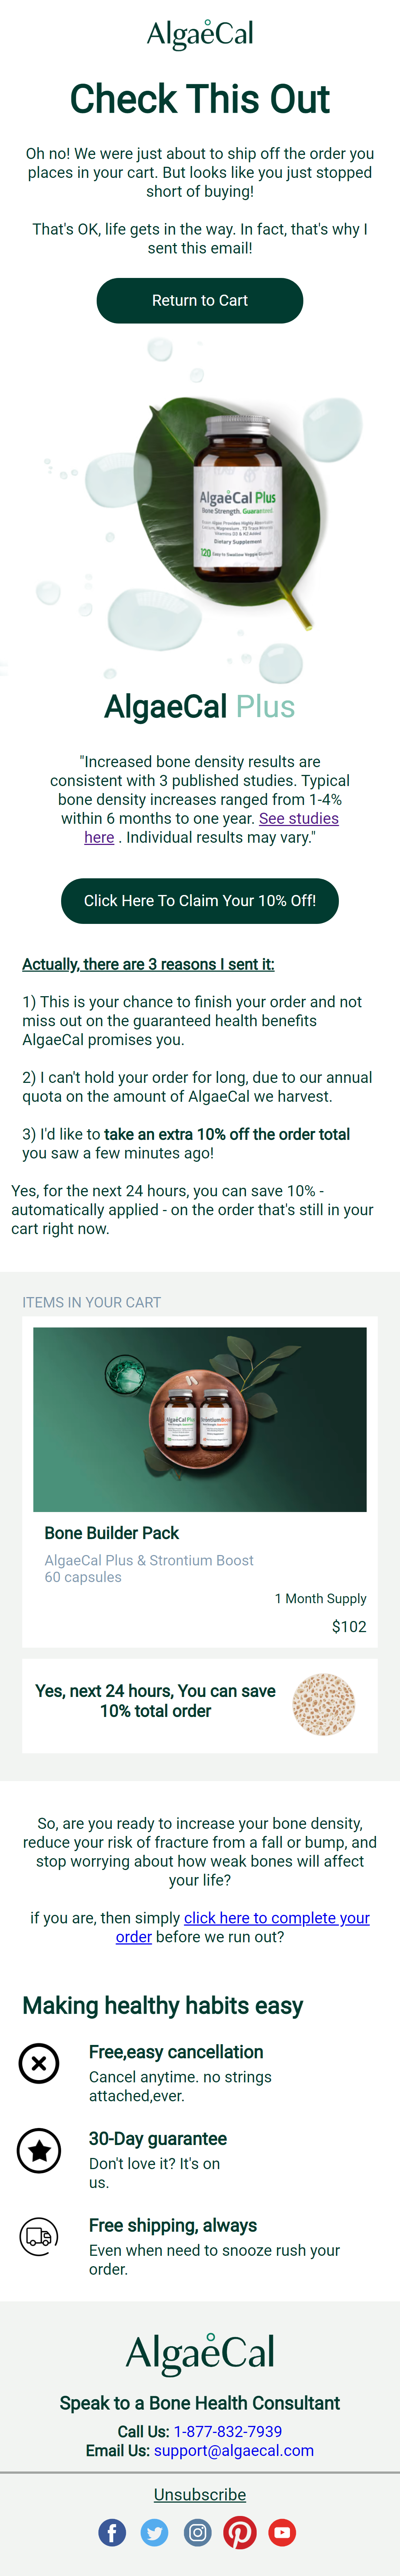 AlgaeCal
Check This Out
Oh no! We were just about to ship off the order you
places in your cart. But looks like you just stopped
short of buying!
That's OK, life gets in the way. In fact, that's why I
sent this email!
Return to Cart
AlgaeCal Plus
Bone Strength. Guaranteed.
Dietary Supplement
120 Easy to Swallow Veggie Capsules
AlgaeCal Plus
"Increased bone density results are
consistent with 3 published studies. Typical
bone density increases ranged from 1-4%
within 6 months to one year. See studies
here . Individual results may vary."
Click Here To Claim Your 10% Off!
Actually, there are 3 reasons I sent it:
1) This is your chance to finish your order and not
miss out on the guaranteed health benefits
AlgaeCal promises you.
2) I can't hold your order for long, due to our annual
quota on the amount of AlgaeCal we harvest.
3) I'd like to take an extra 10% off the order total
you saw a few minutes ago!
Yes, for the next 24 hours, you can save 10% -
automatically applied - on the order that's still in your
cart right now.
ITEMS IN YOUR CART
AlgaeCal Plus
StrontiumBoost
Bone Builder Pack
AlgaeCal Plus & Strontium Boost
60 capsules
1 Month Supply
$102
Yes, next 24 hours, You can save
10% total order
So, are you ready to increase your bone density,
reduce your risk of fracture from a fall or bump, and
stop worrying about how weak bones will affect
your life?
if you are, then simply click here to complete your
order before we run out?
Making healthy habits easy
Free,easy cancellation
Cancel anytime. no strings
attached,ever.
30-Day guarantee
Don't love it? It's on
us.
Free shipping, always
Even when need to snooze rush your
order.
AlgaeCal
Speak to a Bone Health Consultant
Call Us: 1-877-832-7939
Email Us: support@algaecal.com
Unsubscribe